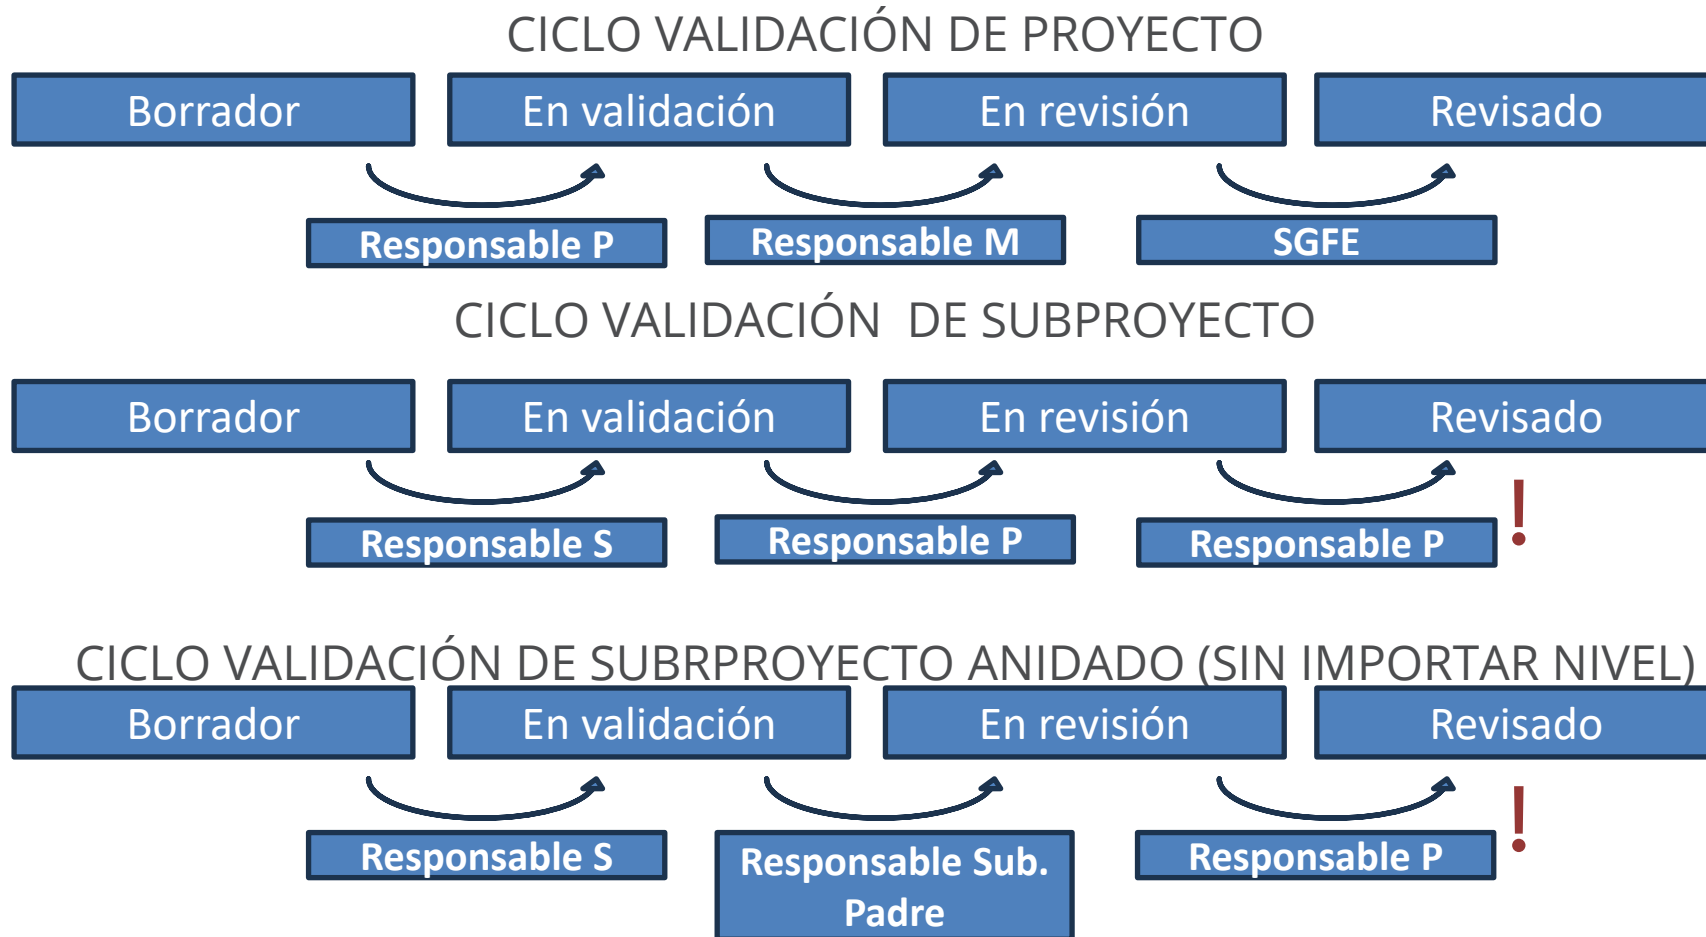 CICLO VALIDACIÓN DE PROYECTO
Borrador
En validación
En revisión
Revisado
Responsable P
Responsable M
SGFE
CICLO VALIDACIÓN DE SUBPROYECTO
Borrador
En validación
En revisión
Revisado
Responsable S
Responsable P
Responsable P
!
CICLO VALIDACIÓN DE SUBRPROYECTO ANIDADO (SIN IMPORTAR NIVEL)
Borrador
En validación
En revisión
Revisado
Responsable S
Responsable Sub.
Padre
Responsable P
!